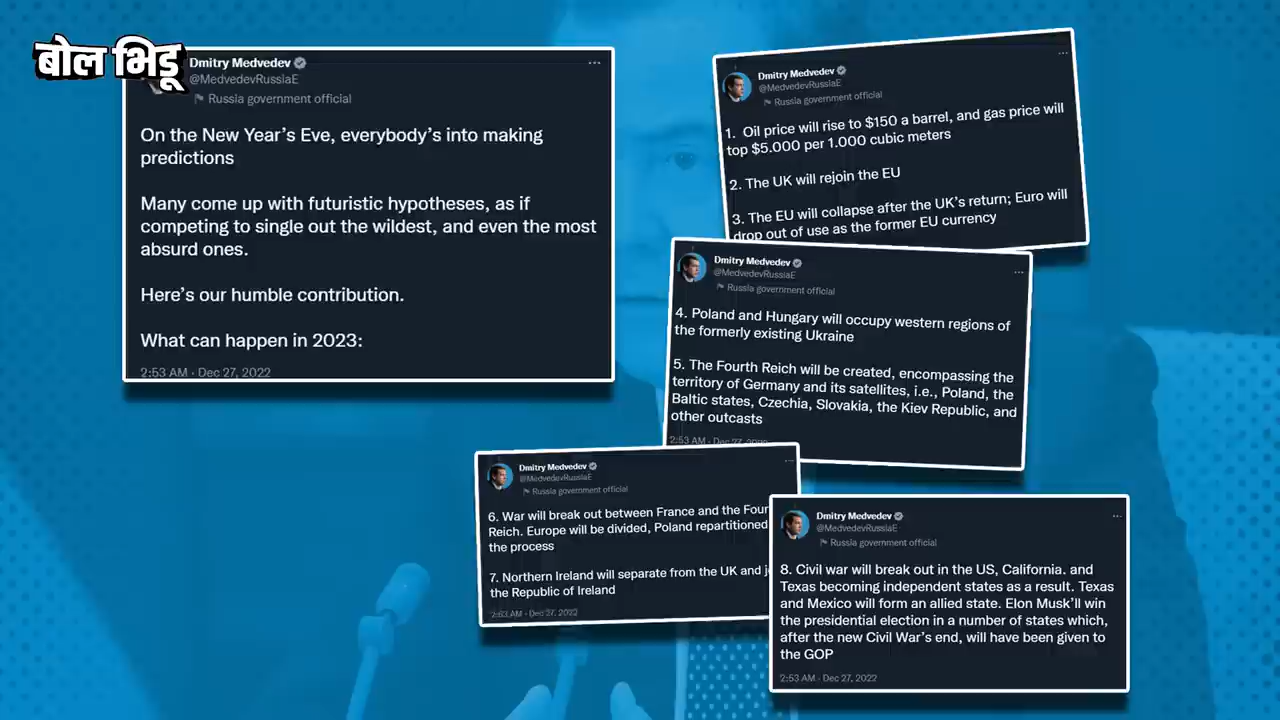 बोल भिडू
Dmitry Medvedev
@MedvedevRussiaE
Russia government official
On the New Year's Eve, everybody's into making
predictions
Many come up with futuristic hypotheses, as if
competing to single out the wildest, and even the most
absurd ones.
Here's our humble contribution.
What can happen in 2023:
2:53 AM · Dec 27, 2022
Dmitry Medvedev
@MedvedevRussiaE
Russia government official
1. Oil price will rise to $150 a barrel, and gas price will
top $5.000 per 1.000 cubic meters
2. The UK will rejoin the EU
3. The EU will collapse after the UK's return; Euro will
drop out of use as the former EU currency
Dmitry Medvedev
@MedvedevRussiaE
Russia government official
4. Poland and Hungary will occupy western regions of
the formerly existing Ukraine
5. The Fourth Reich will be created, encompassing the
territory of Germany and its satellites, i.e., Poland, the
Baltic states, Czechia, Slovakia, the Kiev Republic, and
other outcasts
2:53 AM · Dec 27, 2022
Dmitry Medvedev
@MedvedevRussiaE
Russia government official
6. War will break out between France and the Four
Reich. Europe will be divided, Poland repartitioned
the process
7. Northern Ireland will separate from the UK and j
the Republic of Ireland
2:53 AM · Dec 27, 2022
Dmitry Medvedev
@MedvedevRussiaE
Russia government official
8. Civil war will break out in the US, California. and
Texas becoming independent states as a result. Texas
and Mexico will form an allied state. Elon Musk'll win
the presidential election in a number of states which,
after the new Civil War's end, will have been given to
the GOP
2:53 AM · Dec 27, 2022